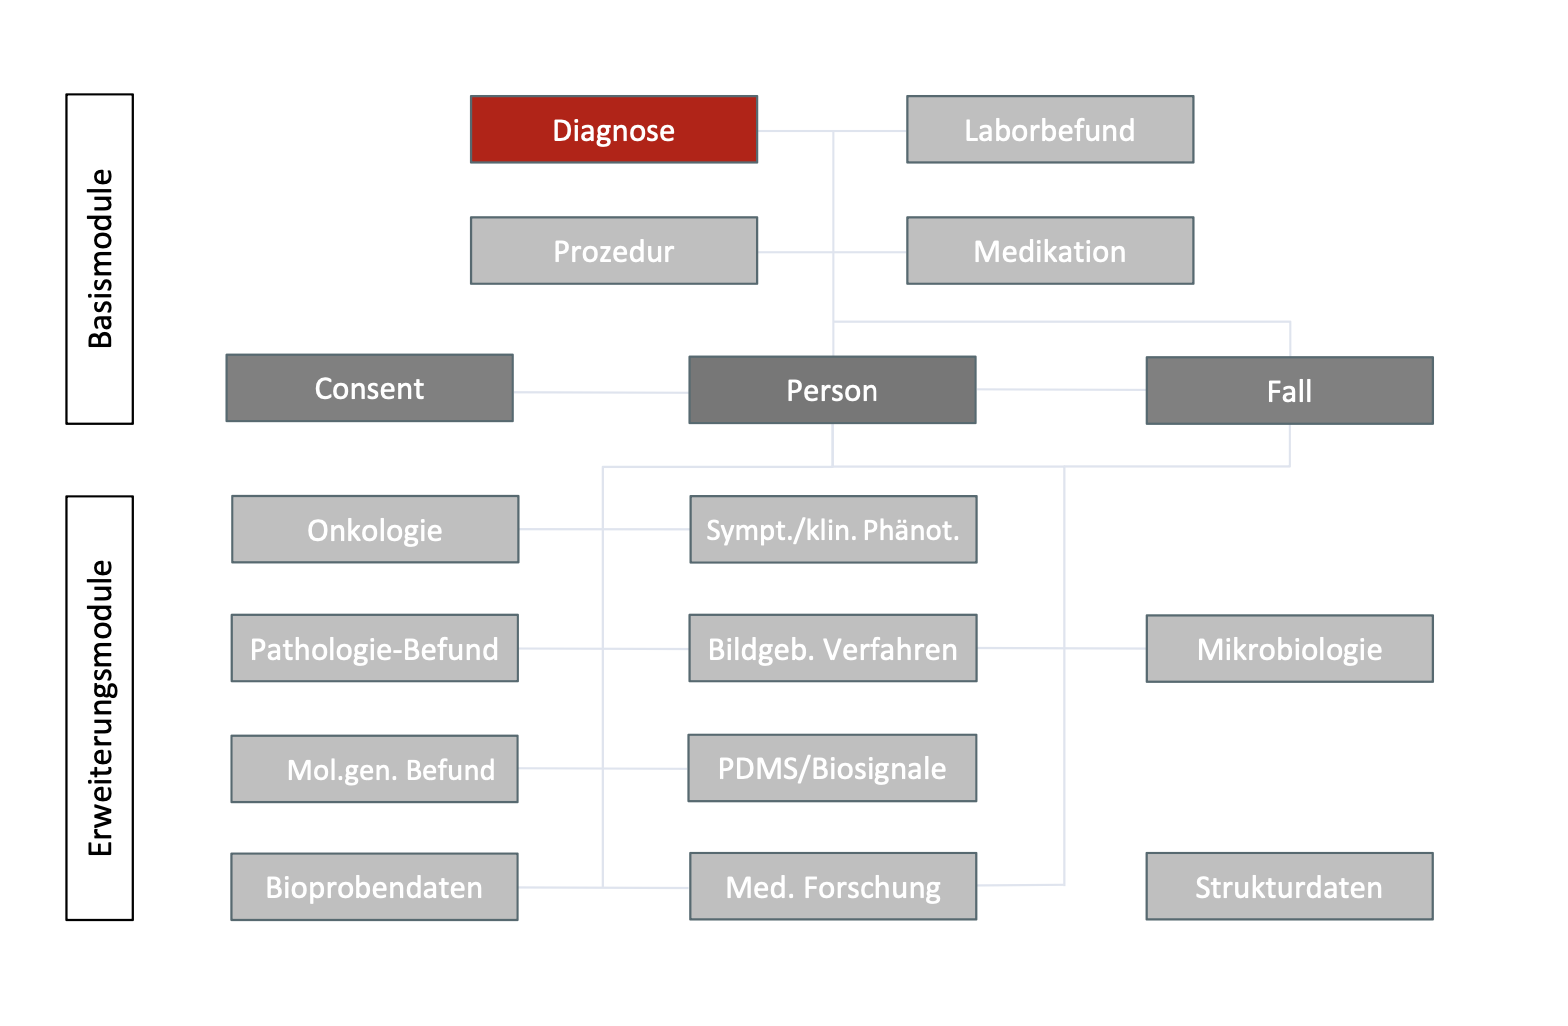 Basismodule
Diagnose
Laborbefund
Prozedur
Medikation
Consent
Person
Fall
Erweiterungsmodule
Onkologie
Sympt./klin. Phänot.
Pathologie-Befund
Bildgeb. Verfahren
Mikrobiologie
Mol.gen. Befund
PDMS/Biosignale
Bioprobendaten
Med. Forschung
Strukturdaten